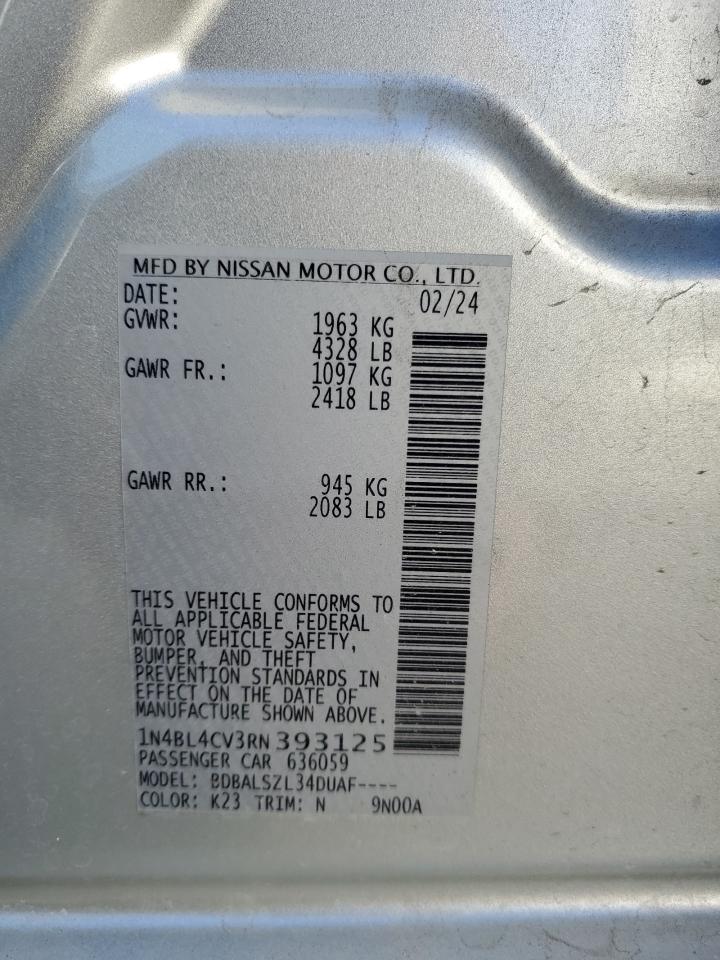 MFD BY NISSAN MOTOR CO., LTD.
DATE: 02/24
GVWR: 1963 KG
4328 LB
GAWR FR.: 1097 KG
2418 LB
GAWR RR.: 945 KG
2083 LB
THIS VEHICLE CONFORMS TO
ALL APPLICABLE FEDERAL
MOTOR VEHICLE SAFETY,
BUMPER, AND THEFT
PREVENTION STANDARDS IN
EFFECT ON THE DATE OF
MANUFACTURE SHOWN ABOVE.
1N4BL4CV3RN393125
PASSENGER CAR 636059
MODEL: BDBALSZL34DUAF----
COLOR: K23 TRIM: N 9N00A